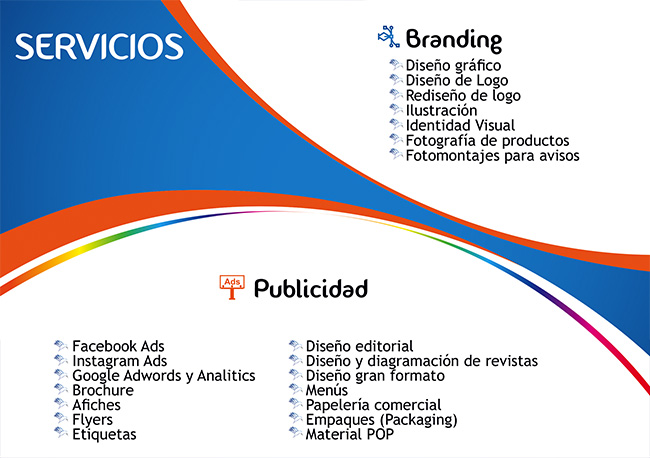 SERVICIOS
Branding
Diseño gráfico
Diseño de Logo
Rediseño de logo
Ilustración
Identidad Visual
Fotografía de productos
Fotomontajes para avisos
Ads
Publicidad
Facebook Ads
Instagram Ads
Google Adwords y Analitics
Brochure
Afiches
Flyers
Etiquetas
Diseño editorial
Diseño y diagramación de revistas
Diseño gran formato
Menús
Papelería comercial
Empaques (Packaging)
Material POP